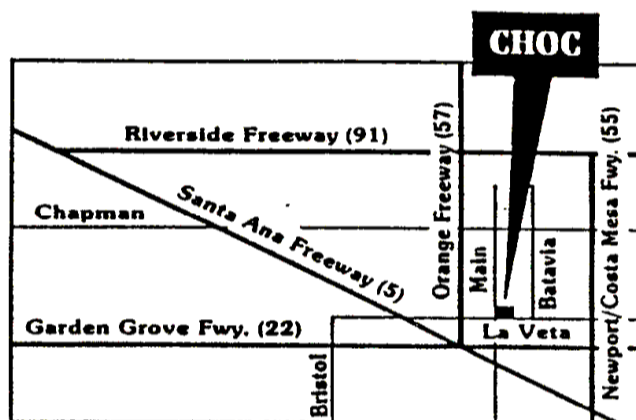 CHOC
Riverside Freeway (91)
Orange Freeway (57)
Newport/Costa Mesa Fwy. (55)
Santa Ana Freeway (5)
Chapman
Main
Batavia
Garden Grove Fwy. (22)
La Veta
Bristol